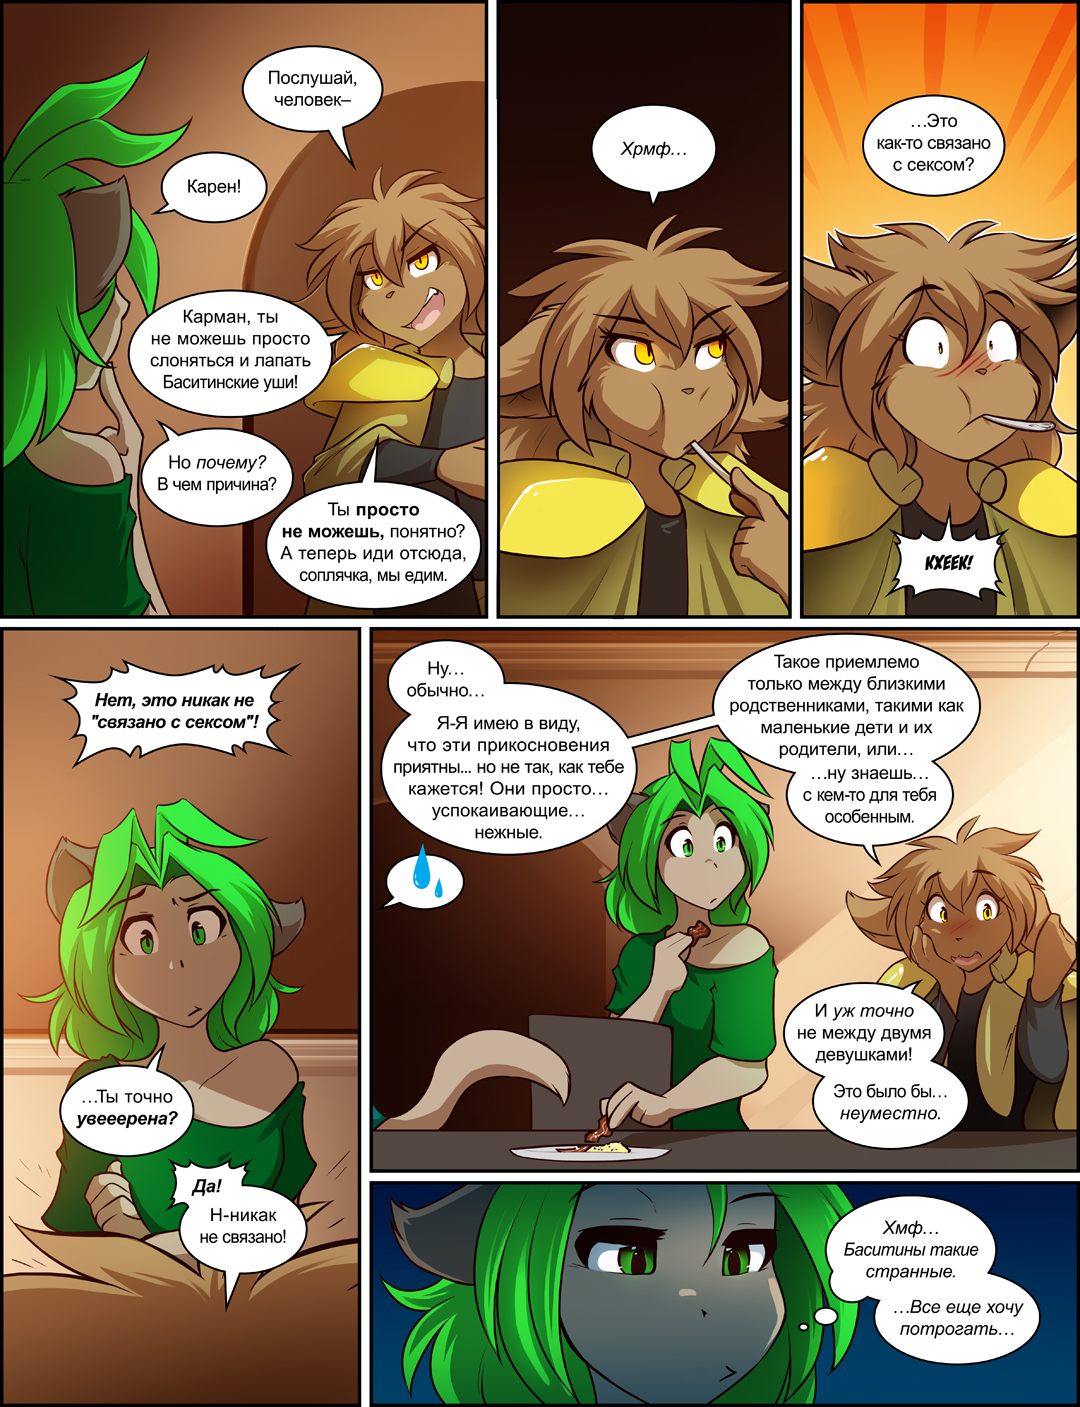 Послушай,
человек–
Карен!
Карман, ты
не можешь просто
слоняться и лапать
Баситинские уши!
Но почему?
В чем причина?
Ты просто
не можешь, понятно?
А теперь иди отсюда,
соплячка, мы едим.
Хрмф...
...Это
как-то связано
с сексом?
КХЕЕК!
Нет, это никак не
"связано с сексом"!
...Ты точно
увееерена?
Да!
Н-никак
не связано!
Ну...
обычно...
Я-Я имею в виду,
что эти прикосновения
приятны... но не так, как тебе
кажется! Они просто...
успокаивающие...
нежные.
Такое приемлемо
только между близкими
родственниками, такими как
маленькие дети и их
родители, или...
...ну знаешь...
с кем-то для тебя
особенным.
И уж точно
не между двумя
девушками!
Это было бы...
неуместно.
Хмф...
Баситины такие
странные.
...Все еще хочу
потрогать...